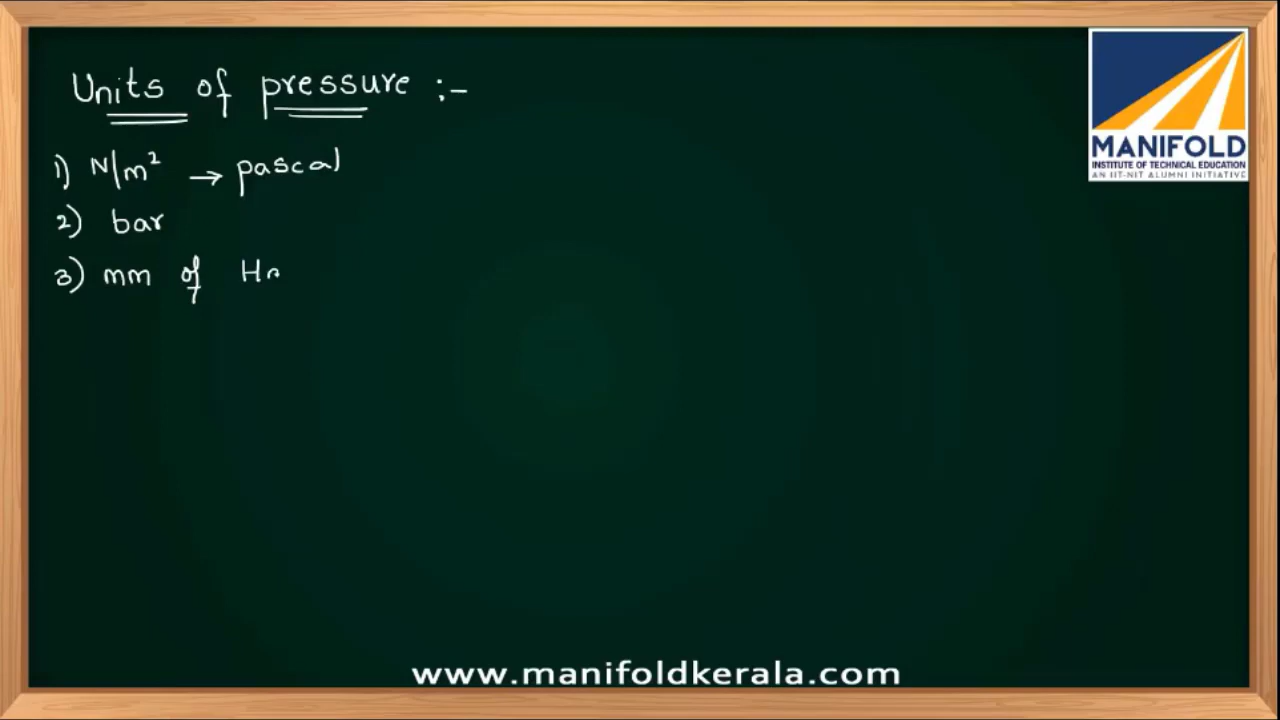 Units of pressure :-
1) N/m² → pascal
2) bar
3) mm of
MANIFOLD
INSTITUTE OF TECHNICAL EDUCATION
AN IIT-NIT ALUMNI INITIATIVE
www.manifoldkerala.com